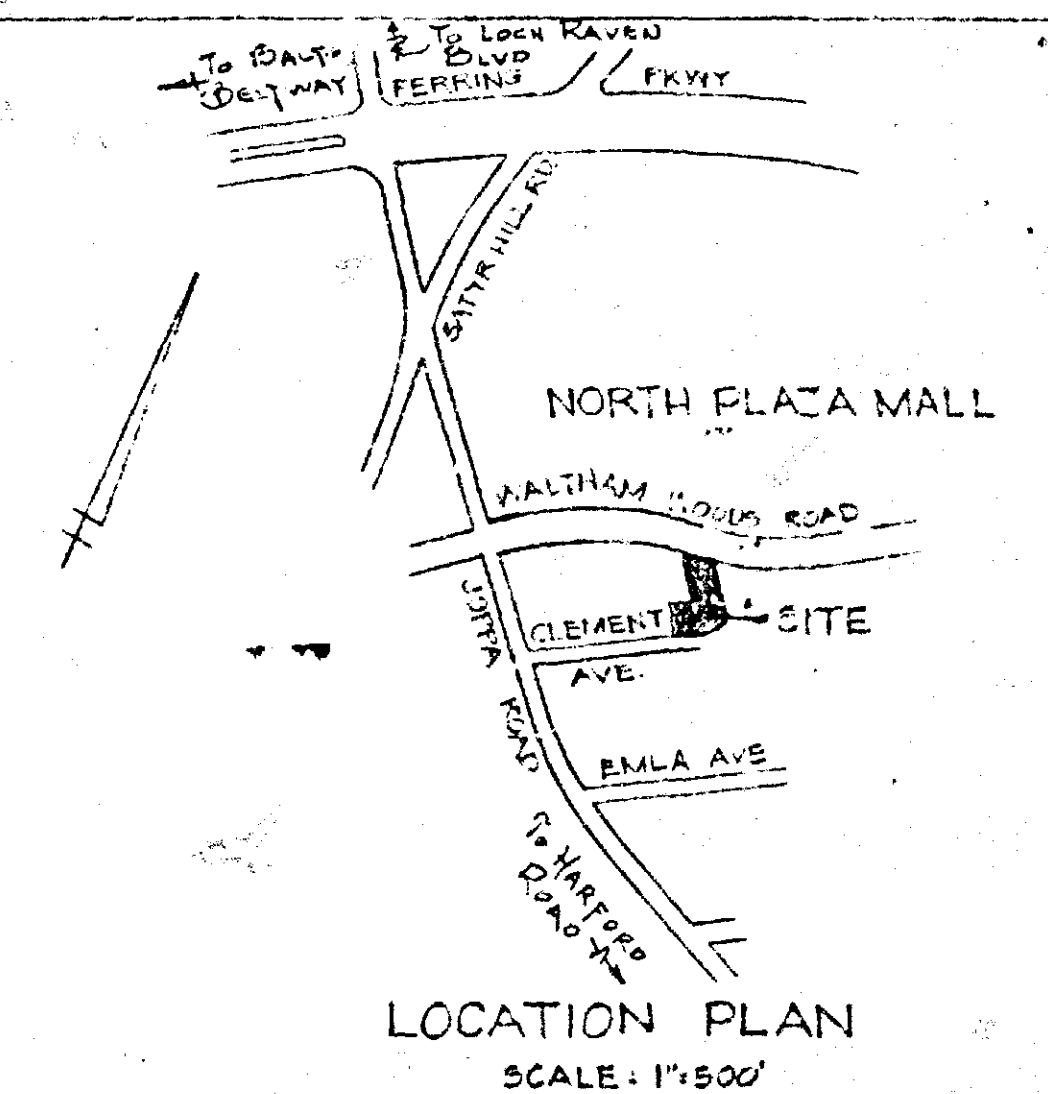 To BALTO
BELTWAY
To LOCH RAVEN
BLVD
FERRING PKWY
SATYR HILL RD.
NORTH PLAZA MALL
WALTHAM WOODS ROAD
JOPPA ROAD
CLEMENT
AVE.
SITE
EMLA AVE
To HARFORD
ROAD
LOCATION PLAN
SCALE: 1":500'